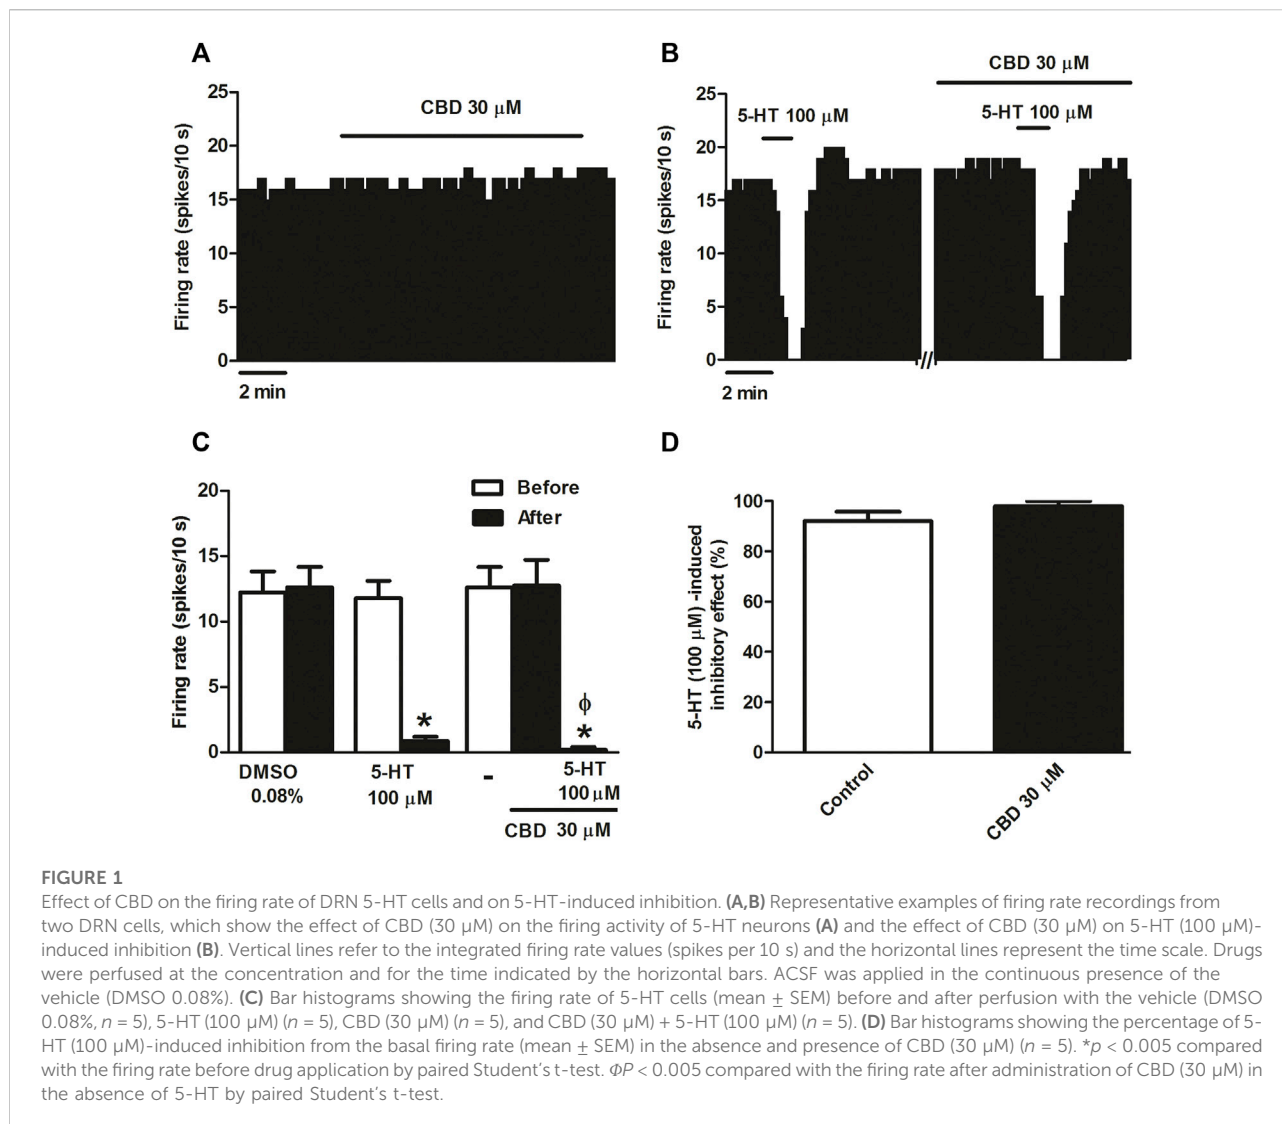 A
CBD 30 μM
Firing rate (spikes/10 s)
25
20
15
10
5
0
2 min
B
CBD 30 μM
5-HT 100 μM
5-HT 100 μM
Firing rate (spikes/10 s)
25
20
15
10
5
0
//
2 min
C
Before
After
Firing rate (spikes/10 s)
20
15
10
5
0
*
ϕ
*
DMSO
0.08%
5-HT
100 μM
-
5-HT
100 μM
CBD 30 μM
D
5-HT (100 μM) -induced
inhibitory effect (%)
100
80
60
40
20
0
Control
CBD 30 μM
FIGURE 1
Effect of CBD on the firing rate of DRN 5-HT cells and on 5-HT-induced inhibition. (A,B) Representative examples of firing rate recordings from
two DRN cells, which show the effect of CBD (30 μM) on the firing activity of 5-HT neurons (A) and the effect of CBD (30 μM) on 5-HT (100 μM)-
induced inhibition (B). Vertical lines refer to the integrated firing rate values (spikes per 10 s) and the horizontal lines represent the time scale. Drugs
were perfused at the concentration and for the time indicated by the horizontal bars. ACSF was applied in the continuous presence of the
vehicle (DMSO 0.08%). (C) Bar histograms showing the firing rate of 5-HT cells (mean ± SEM) before and after perfusion with the vehicle (DMSO
0.08%, n = 5), 5-HT (100 μM) (n = 5), CBD (30 μM) (n = 5), and CBD (30 μM) + 5-HT (100 μM) (n = 5). (D) Bar histograms showing the percentage of 5-
HT (100 μM)-induced inhibition from the basal firing rate (mean ± SEM) in the absence and presence of CBD (30 μM) (n = 5). *p < 0.005 compared
with the firing rate before drug application by paired Student's t-test. ΦP < 0.005 compared with the firing rate after administration of CBD (30 μM) in
the absence of 5-HT by paired Student's t-test.